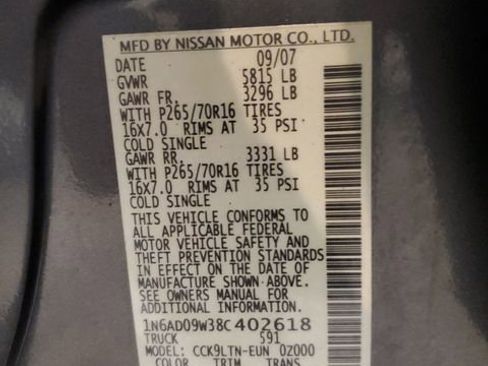 MFD BY NISSAN MOTOR CO., LTD.
DATE 09/07
GVWR 5815 LB
GAWR FR. 3296 LB
WITH P265/70R16 TIRES
16X7.0 RIMS AT 35 PSI
COLD SINGLE
GAWR RR. 3331 LB
WITH P265/70R16 TIRES
16X7.0 RIMS AT 35 PSI
COLD SINGLE
THIS VEHICLE CONFORMS TO
ALL APPLICABLE FEDERAL
MOTOR VEHICLE SAFETY AND
THEFT PREVENTION STANDARDS
IN EFFECT ON THE DATE OF
MANUFACTURE SHOWN ABOVE.
SEE OWNERS MANUAL FOR
ADDITIONAL INFORMATION.
1N6AD09W38C402618
TRUCK 591
MODEL: CCK9LTN-EUN 0Z000
COLOR TRIM TRANS